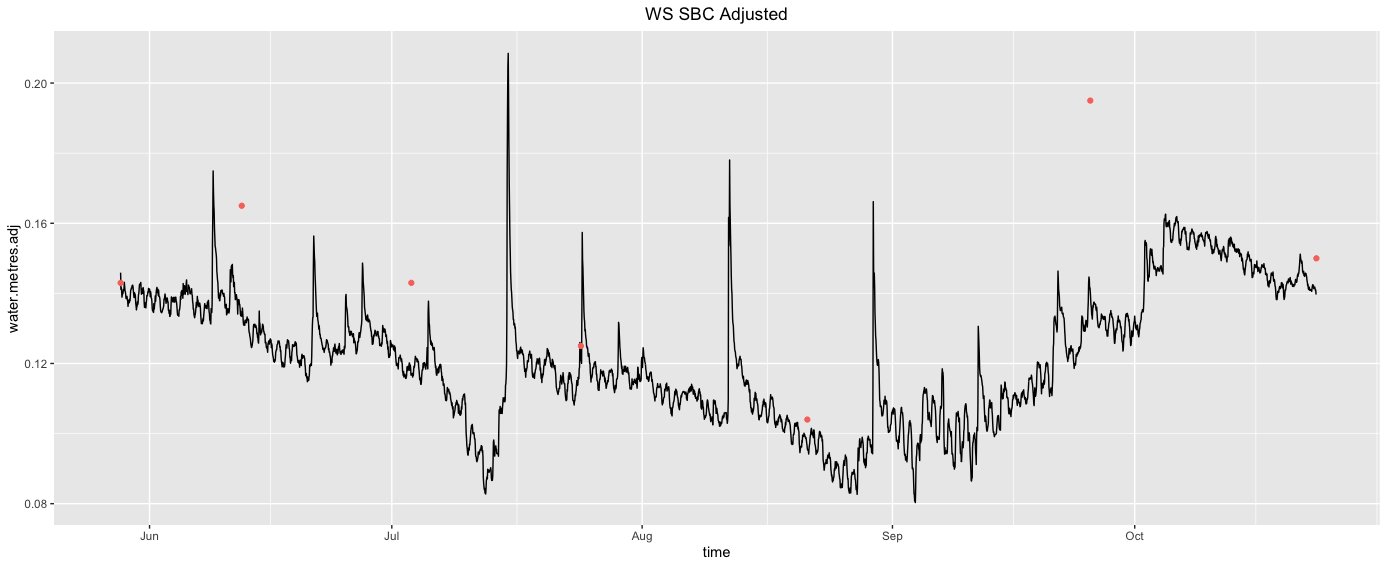 WS SBC Adjusted
water.metres.adj
0.20
0.16
0.12
0.08
Jun Jul Aug Sep Oct
time